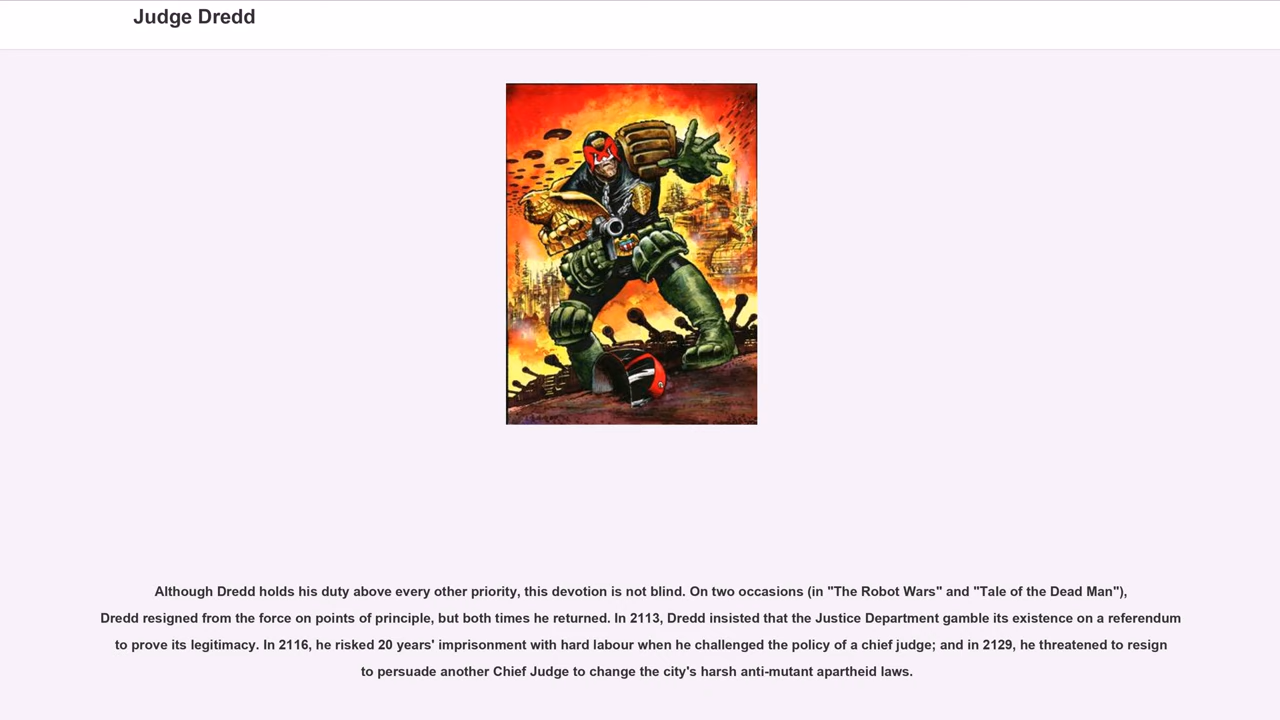 Judge Dredd
Although Dredd holds his duty above every other priority, this devotion is not blind. On two occasions (in "The Robot Wars" and "Tale of the Dead Man"),
Dredd resigned from the force on points of principle, but both times he returned. In 2113, Dredd insisted that the Justice Department gamble its existence on a referendum
to prove its legitimacy. In 2116, he risked 20 years' imprisonment with hard labour when he challenged the policy of a chief judge; and in 2129, he threatened to resign
to persuade another Chief Judge to change the city's harsh anti-mutant apartheid laws.